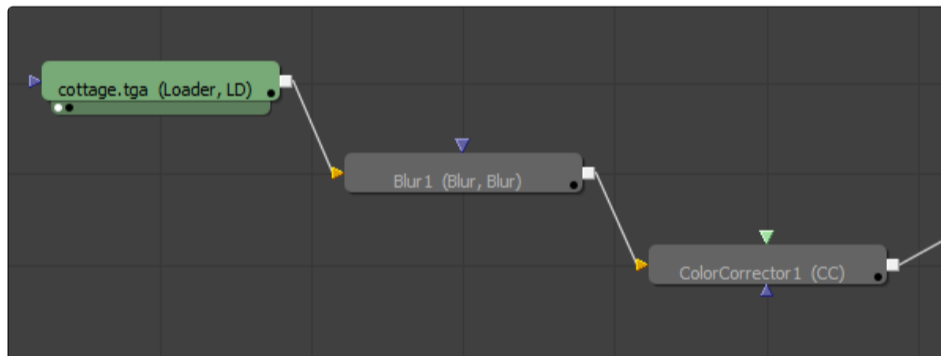 cottage.tga (Loader, LD)
Blur1 (Blur, Blur)
ColorCorrector1 (CC)